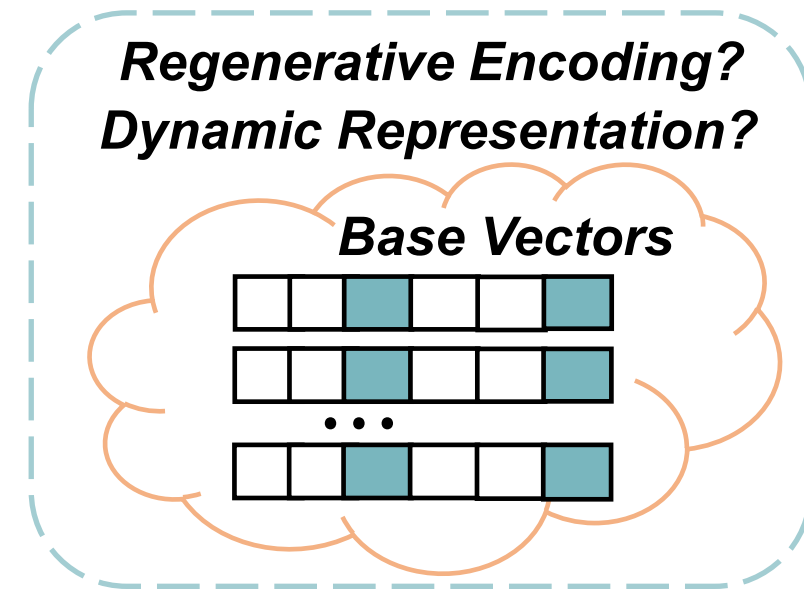 Regenerative Encoding?
Dynamic Representation?
Base Vectors
...